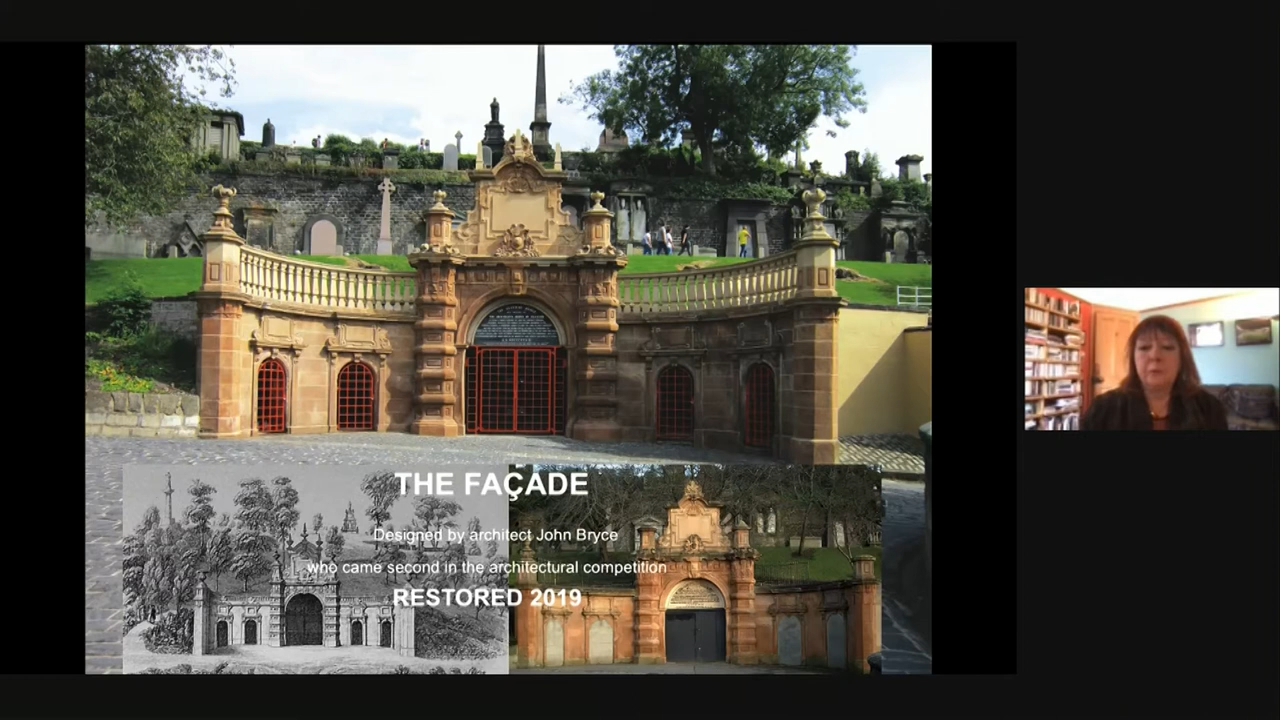 THE FAÇADE
Designed by architect John Bryce
who came second in the architectural competition
RESTORED 2019